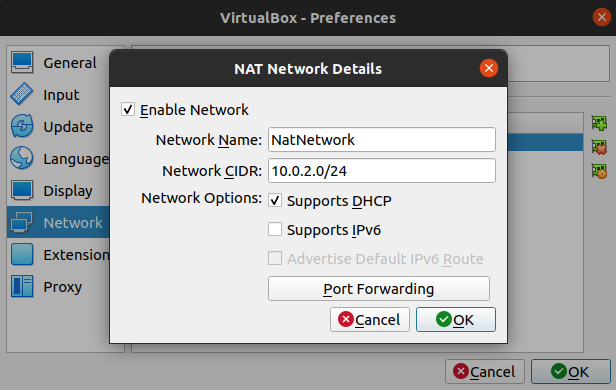 VirtualBox - Preferences
General
Input
Update
Language
Display
Network
Extension
Proxy
NAT Network Details
Enable Network
Network Name: NatNetwork
Network CIDR: 10.0.2.0/24
Network Options: Supports DHCP
Supports IPv6
Advertise Default IPv6 Route
Port Forwarding
Cancel OK
Cancel OK